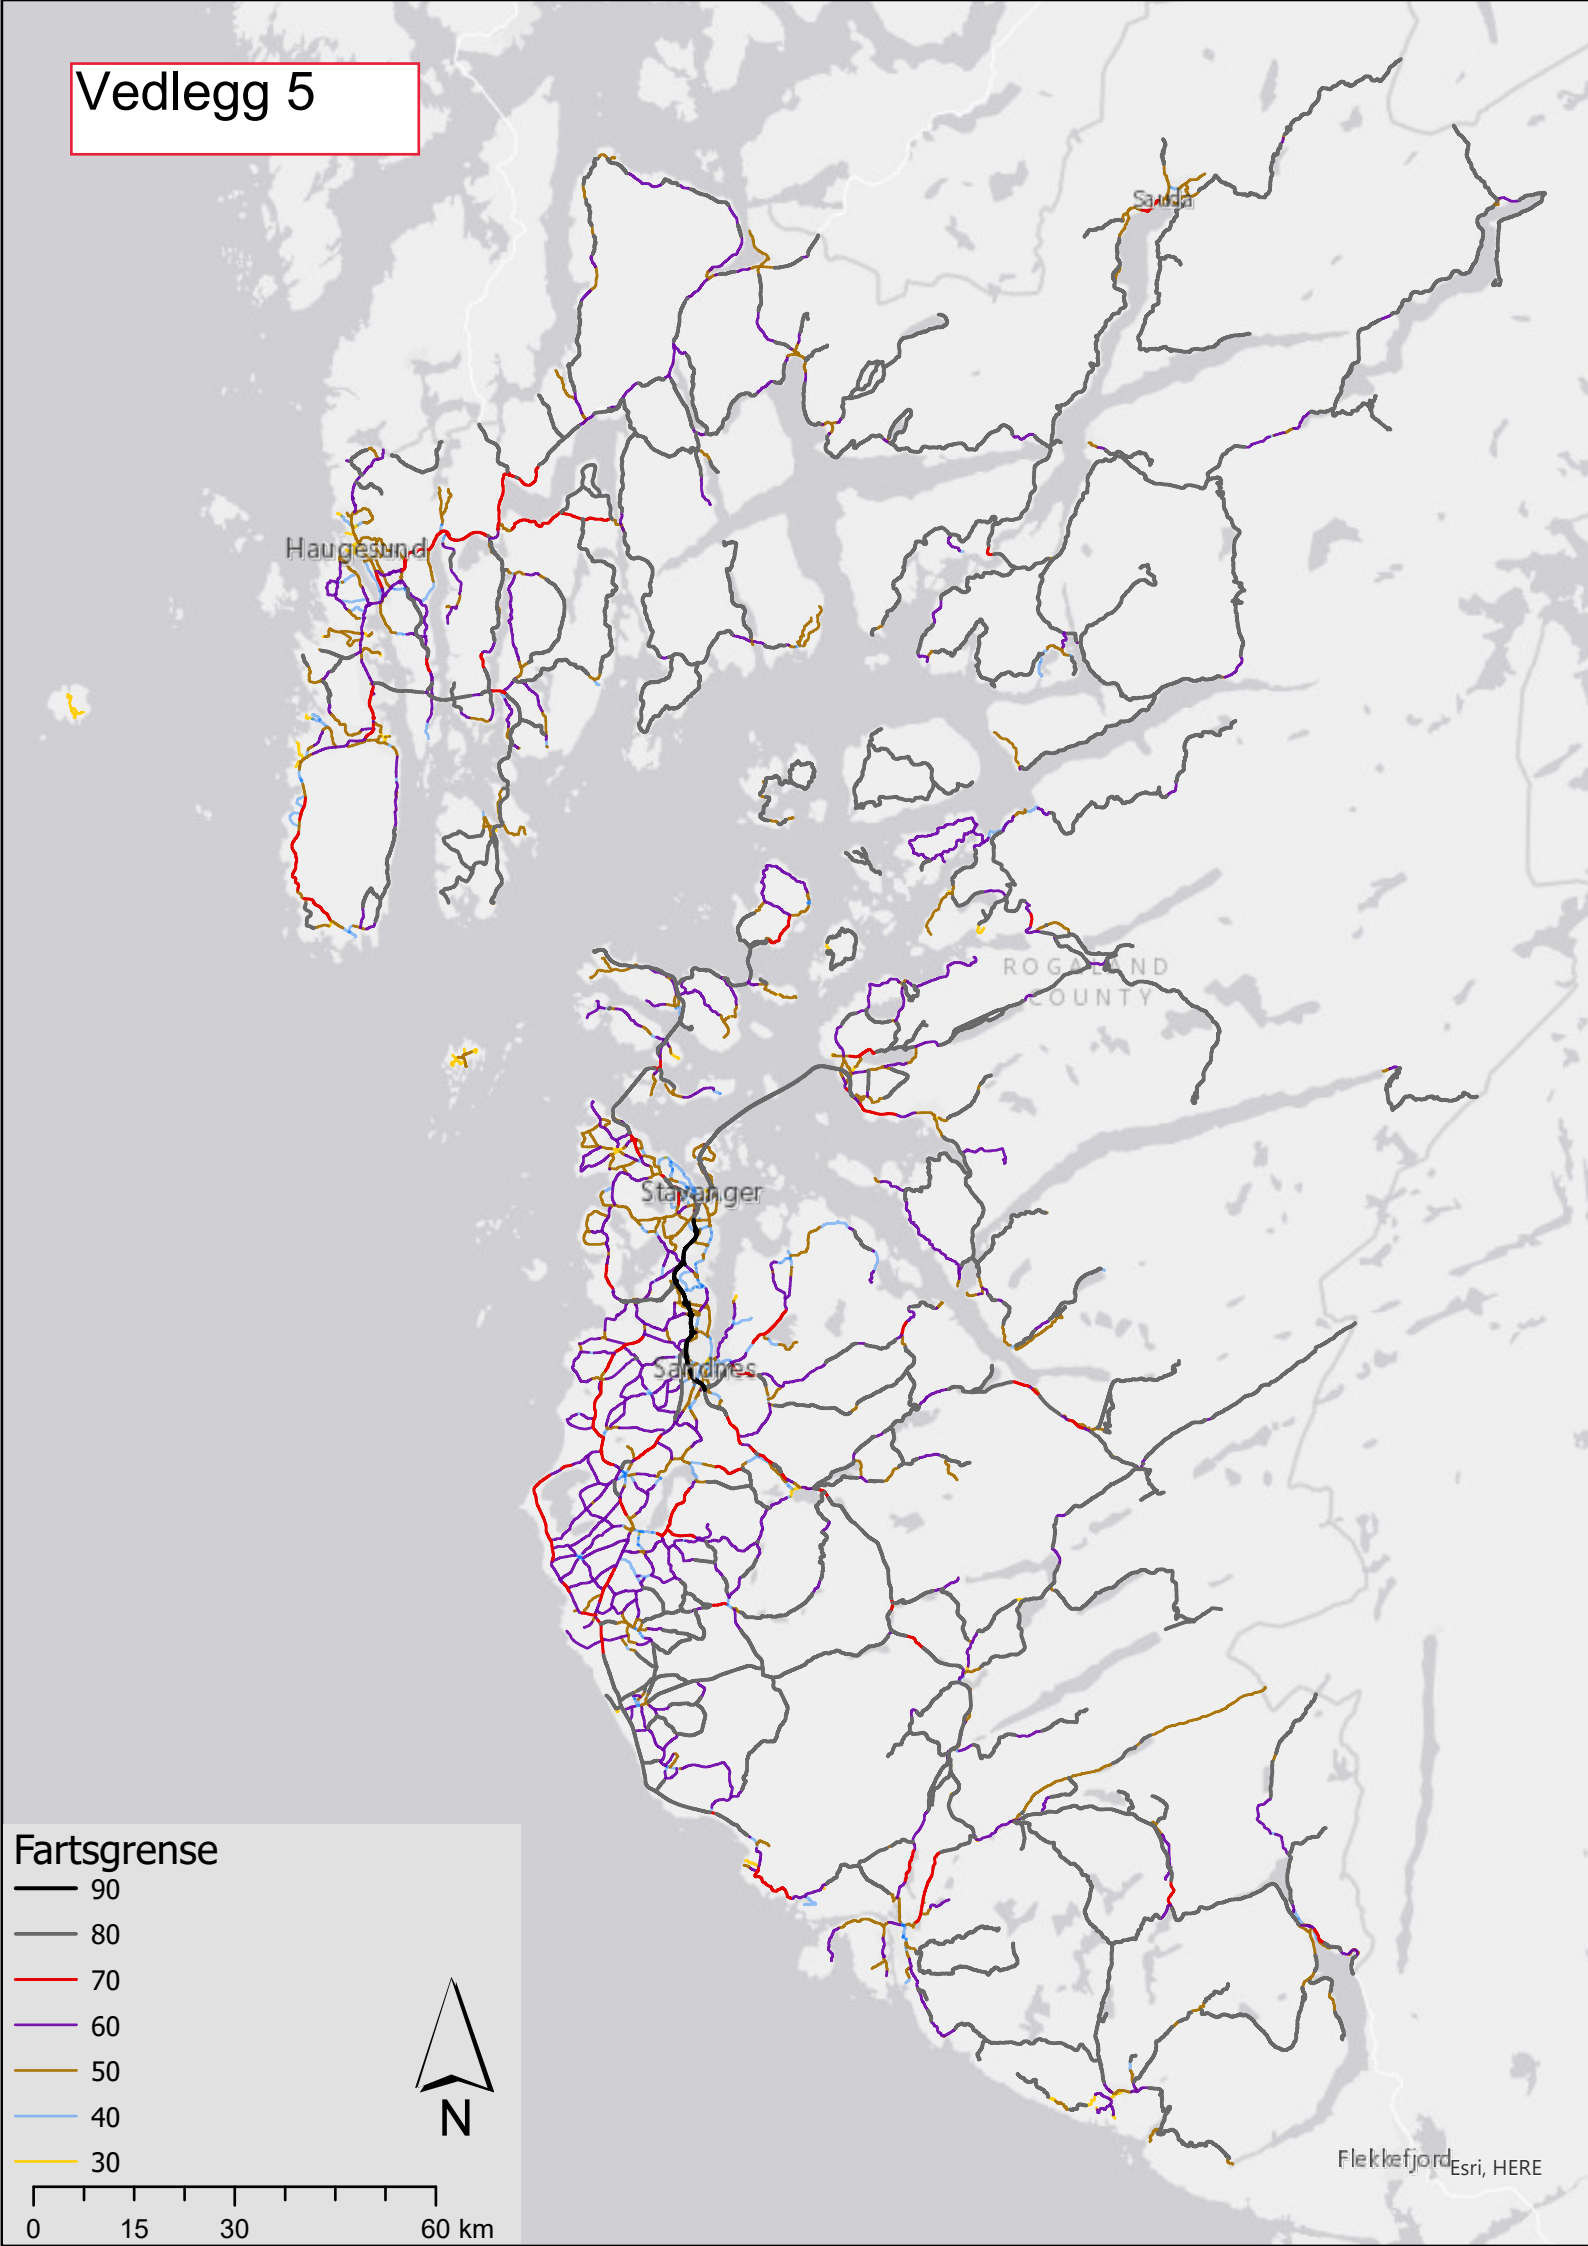 Vedlegg 5
Sauda
Haugesund
ROGALAND
COUNTY
Stavanger
Sandnes
Fartsgrense
90
80
70
60
50
40
30
N
0 15 30 60 km
Flekkefjord
Esri, HERE